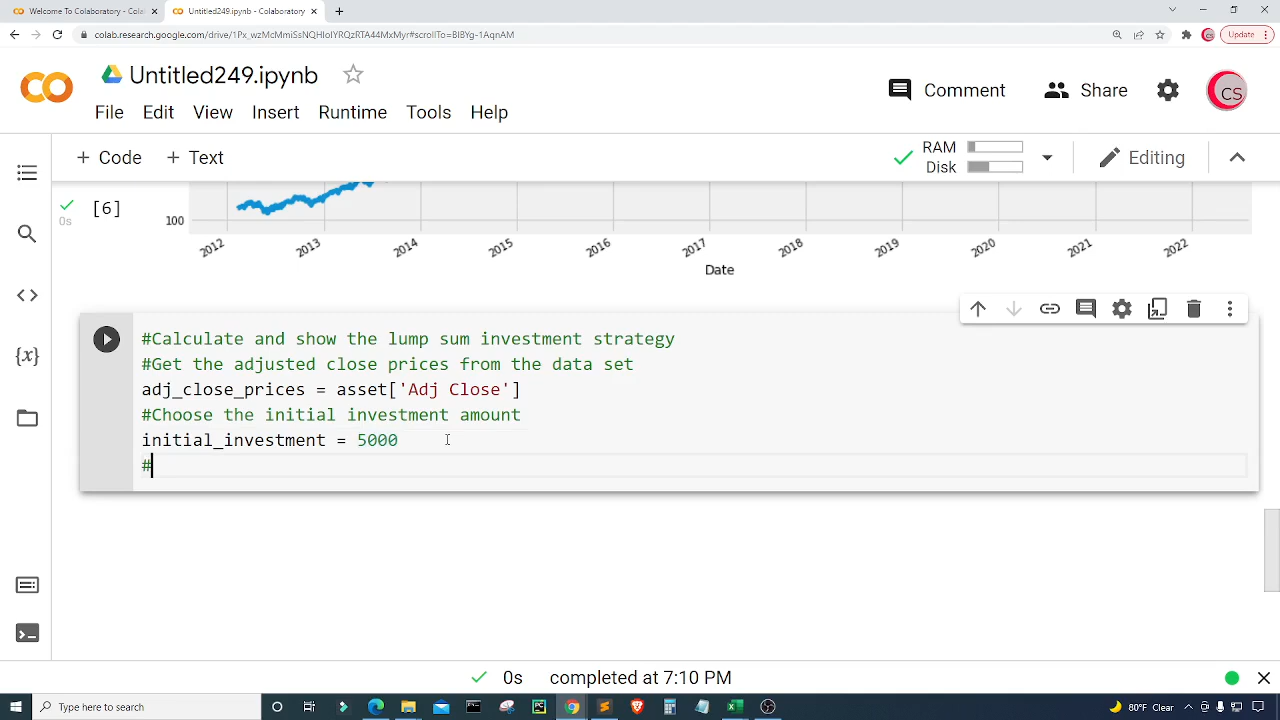 Welcome To Colaboratory - Colab
Untitled249.ipynb - Colaboratory
colab.research.google.com/drive/1Px_wzMcMmiSsNQHIoIYRQzRTA44MxMyr#scrollTo=BI8Yg-1AqnAM
Update
Untitled249.ipynb
Comment
Share
CS
File Edit View Insert Runtime Tools Help
+ Code + Text
RAM
Disk
Editing
[6]
0s
100
2012 2013 2014 2015 2016 2017 2018 2019 2020 2021 2022
Date
#Calculate and show the lump sum investment strategy
#Get the adjusted close prices from the data set
adj_close_prices = asset['Adj Close']
#Choose the initial investment amount
initial_investment = 5000
#
{x}
0s completed at 7:10 PM
Type here to search
80°F Clear